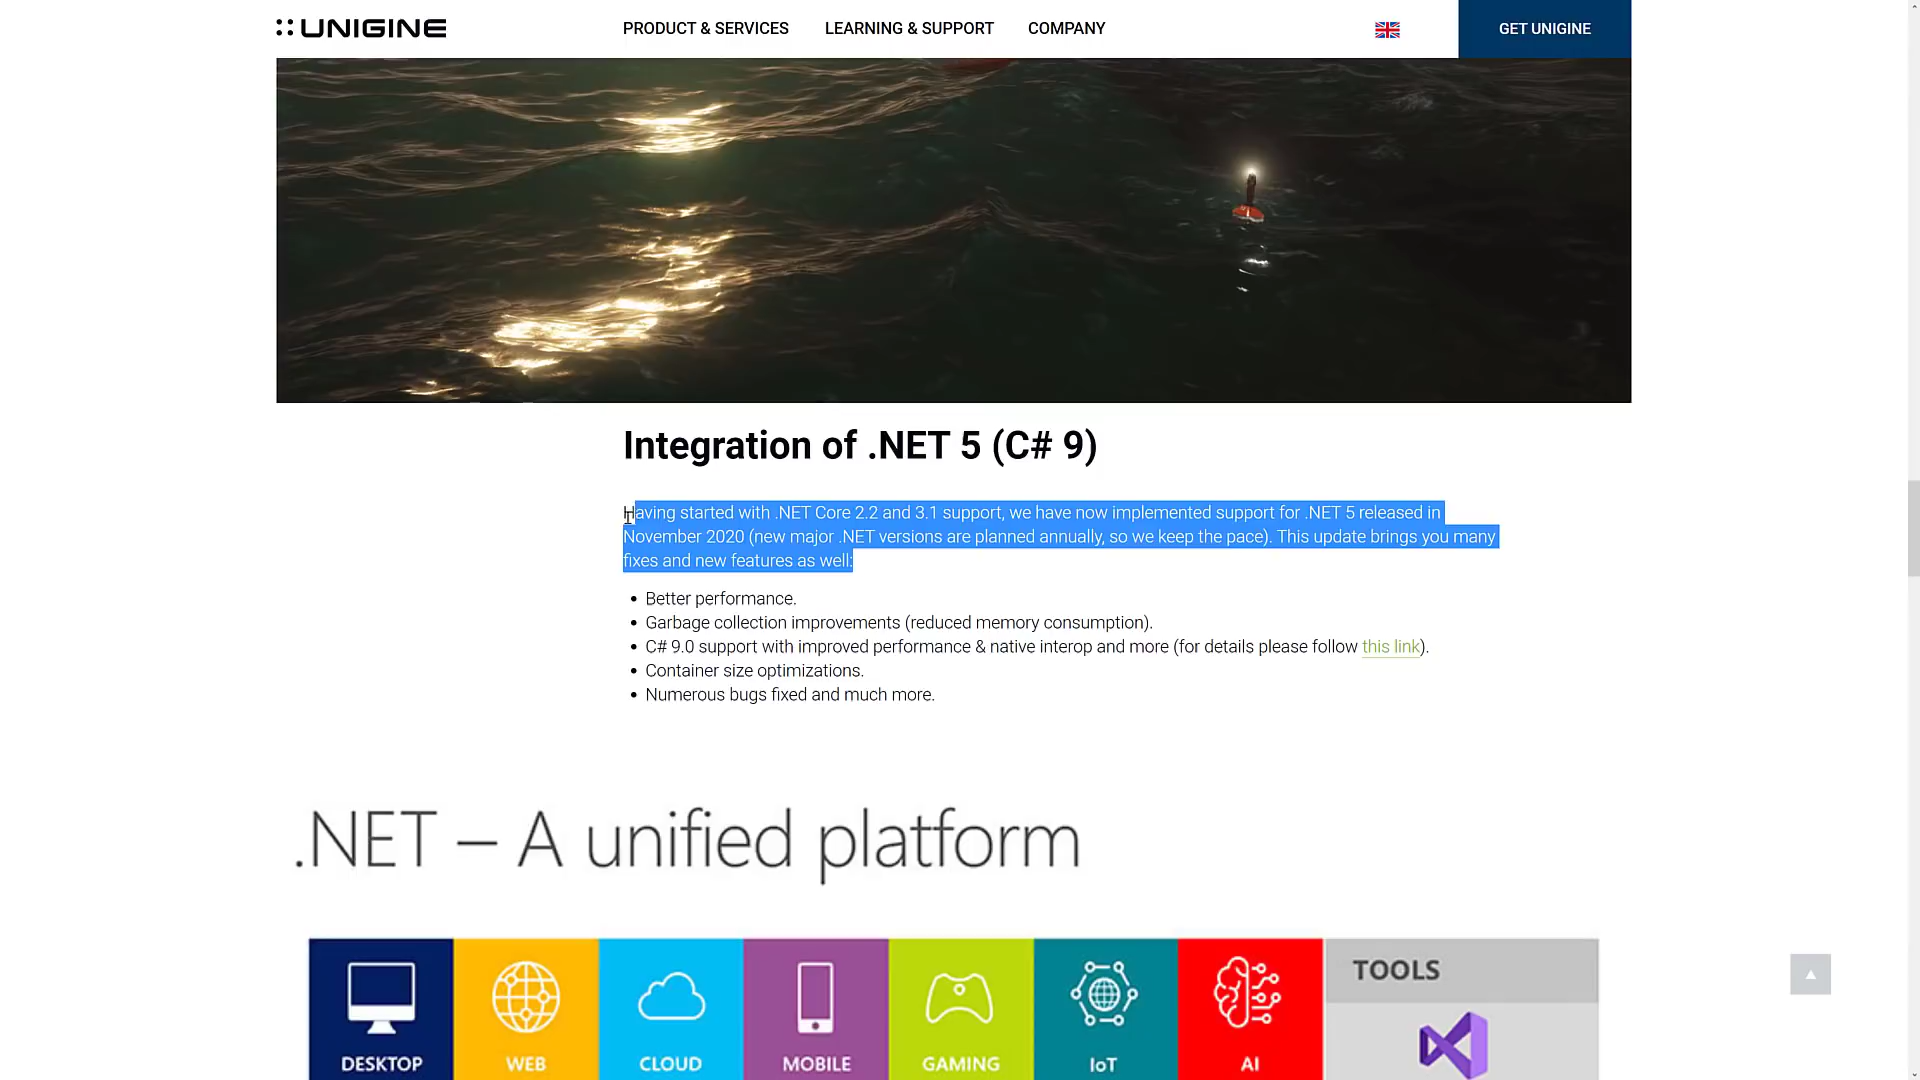 UNIGINE
PRODUCT & SERVICES
LEARNING & SUPPORT
COMPANY
GET UNIGINE
Integration of .NET 5 (C# 9)
Having started with .NET Core 2.2 and 3.1 support, we have now implemented support for .NET 5 released in
November 2020 (new major .NET versions are planned annually, so we keep the pace). This update brings you many
fixes and new features as well:
• Better performance.
• Garbage collection improvements (reduced memory consumption).
• C# 9.0 support with improved performance & native interop and more (for details please follow this link).
• Container size optimizations.
• Numerous bugs fixed and much more.
.NET – A unified platform
TOOLS
DESKTOP
WEB
CLOUD
MOBILE
GAMING
IoT
AI